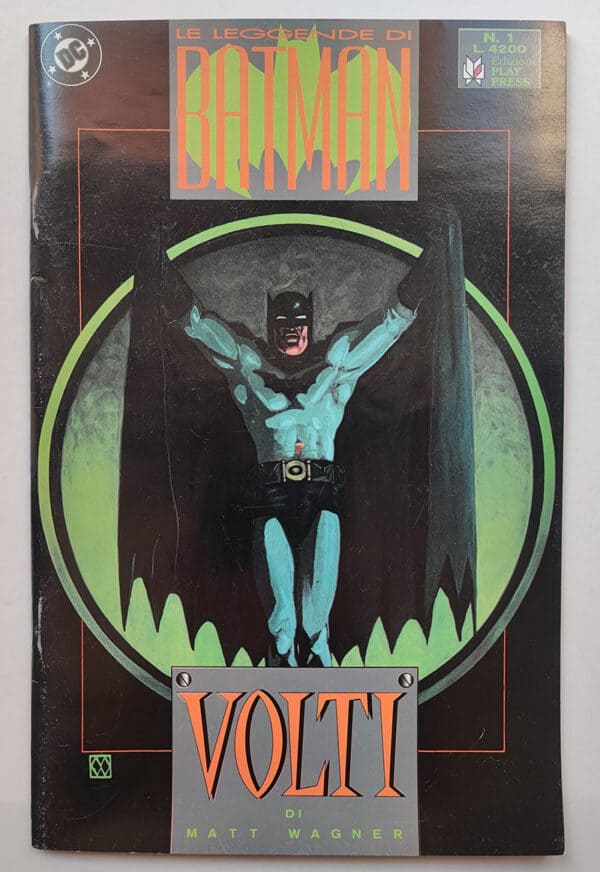 DC
LE LEGGENDE DI
BATMAN
N. 1
L. 4200
Edizioni
PLAY
PRESS
VOLTI
DI
MATT WAGNER